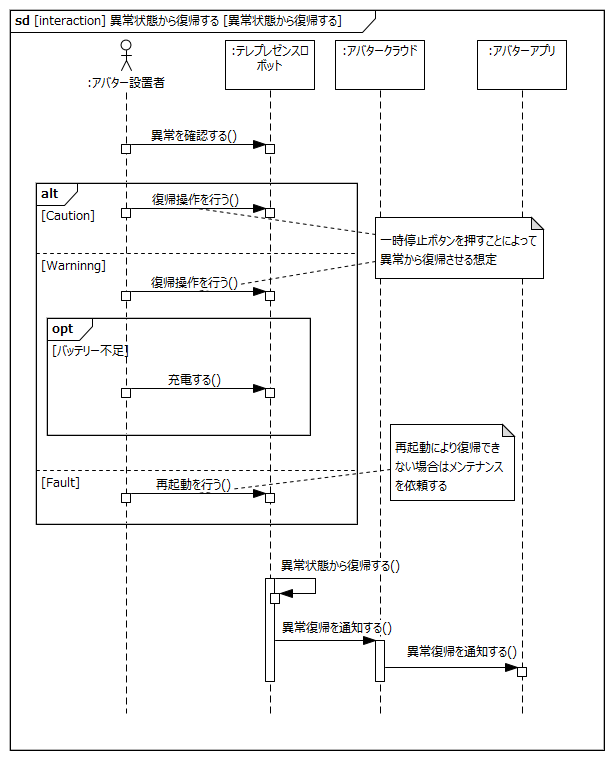 sd [interaction] 異常状態から復帰する [異常状態から復帰する]
:アバター設置者
:テレプレゼンスロ
ボット
:アバタークラウド
:アバターアプリ
異常を確認する()
alt
[Caution]
復帰操作を行う()
一時停止ボタンを押すことによって
異常から復帰させる想定
[Warninng]
復帰操作を行う()
opt
[バッテリー不足]
充電する()
再起動により復帰でき
ない場合はメンテナンス
を依頼する
[Fault]
再起動を行う()
異常状態から復帰する()
異常復帰を通知する()
異常復帰を通知する()